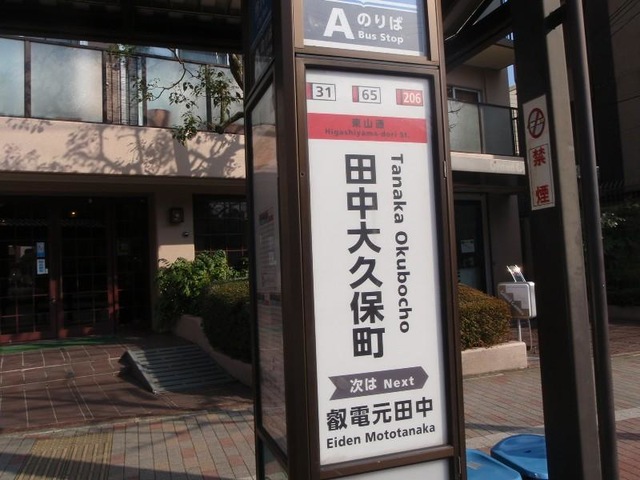 Aのりば
Bus Stop
31 65 206
東山通
Higashiyama-dori St.
田中大久保町
Tanaka Okubocho
次は Next
叡電元田中
Eiden Mototanaka
禁煙